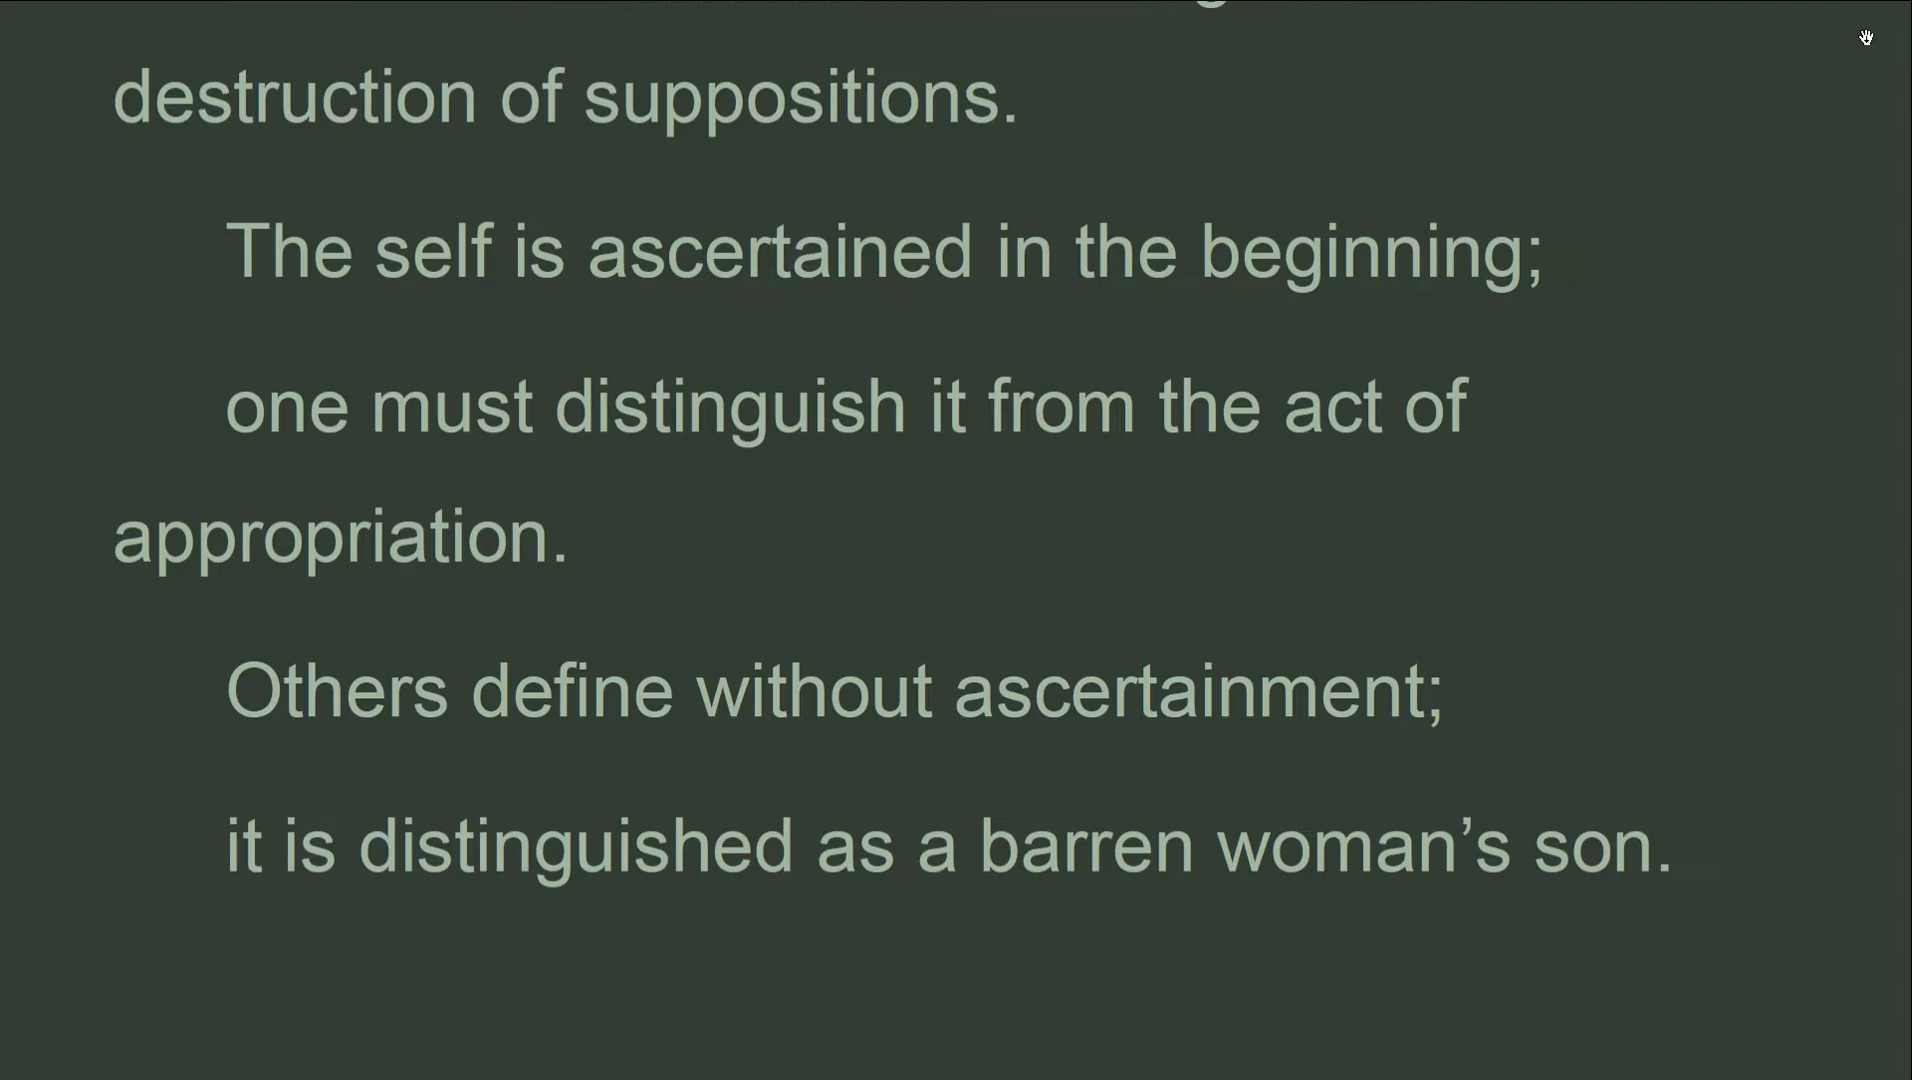 destruction of suppositions.
The self is ascertained in the beginning;
one must distinguish it from the act of
appropriation.
Others define without ascertainment;
it is distinguished as a barren woman’s son.